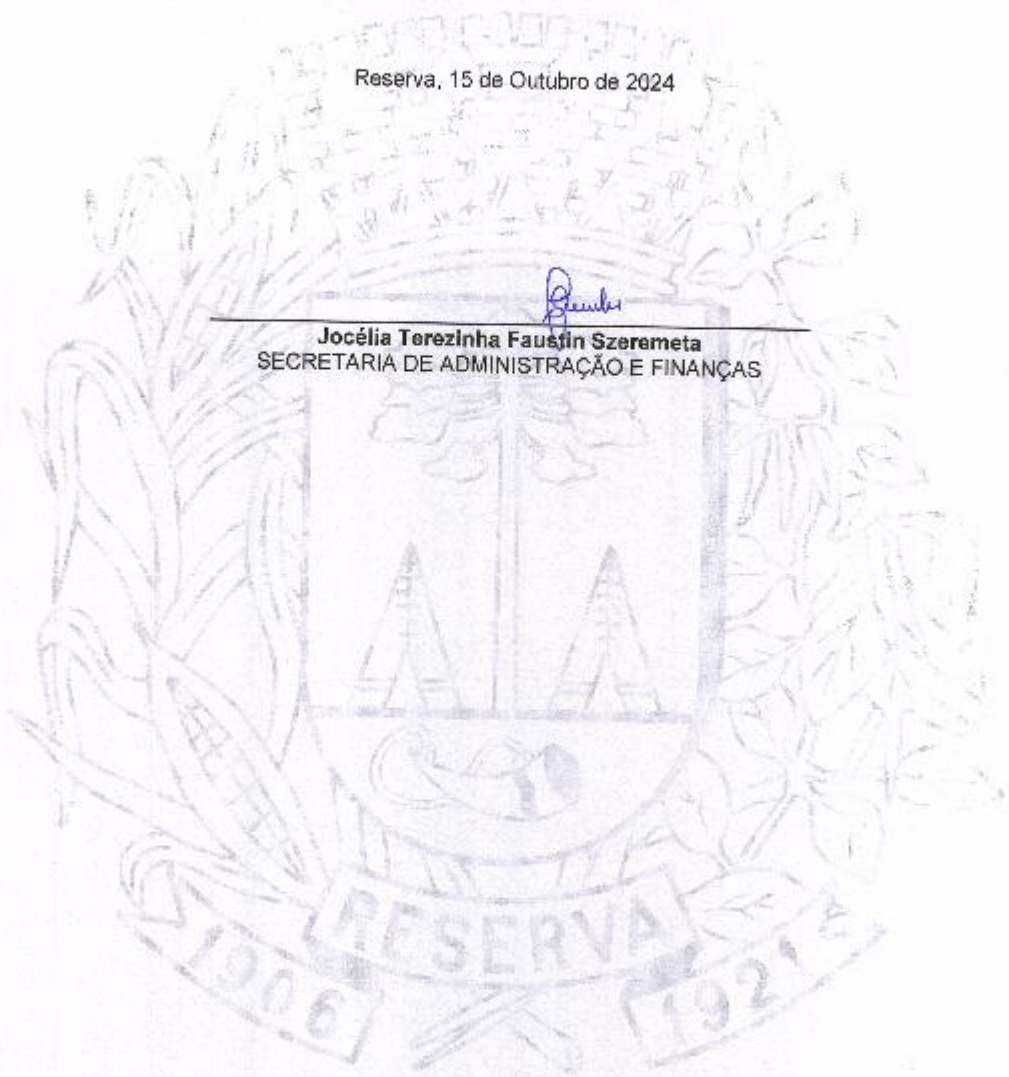 Reserva, 15 de Outubro de 2024
Jocélia Terezinha Faustin Szeremeta
SECRETARIA DE ADMINISTRAÇÃO E FINANÇAS
RESERVA
1906
1921